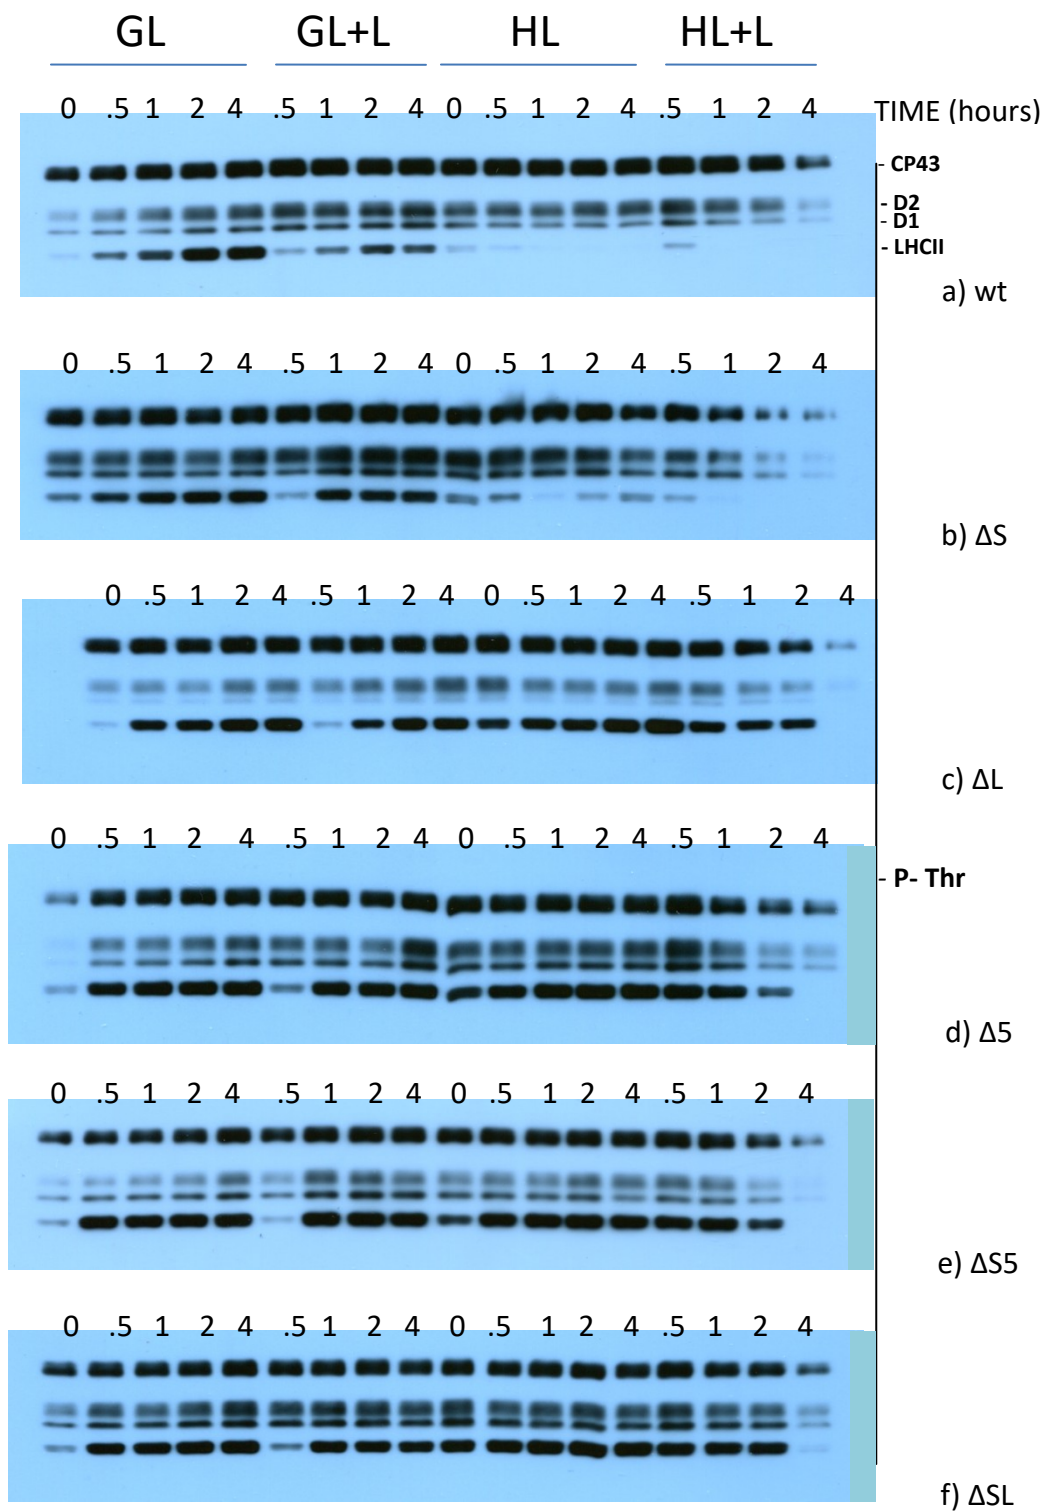 GL GL+L HL HL+L
0 .5 1 2 4 .5 1 2 4 0 .5 1 2 4 .5 1 2 4 TIME (hours)
- CP43
- D2
- D1
- LHCII
a) wt
0 .5 1 2 4 .5 1 2 4 0 .5 1 2 4 .5 1 2 4
b) ΔS
0 .5 1 2 4 .5 1 2 4 0 .5 1 2 4 .5 1 2 4
c) ΔL
0 .5 1 2 4 .5 1 2 4 0 .5 1 2 4 .5 1 2 4
- P- Thr
d) Δ5
0 .5 1 2 4 .5 1 2 4 0 .5 1 2 4 .5 1 2 4
e) ΔS5
0 .5 1 2 4 .5 1 2 4 0 .5 1 2 4 .5 1 2 4
f) ΔSL